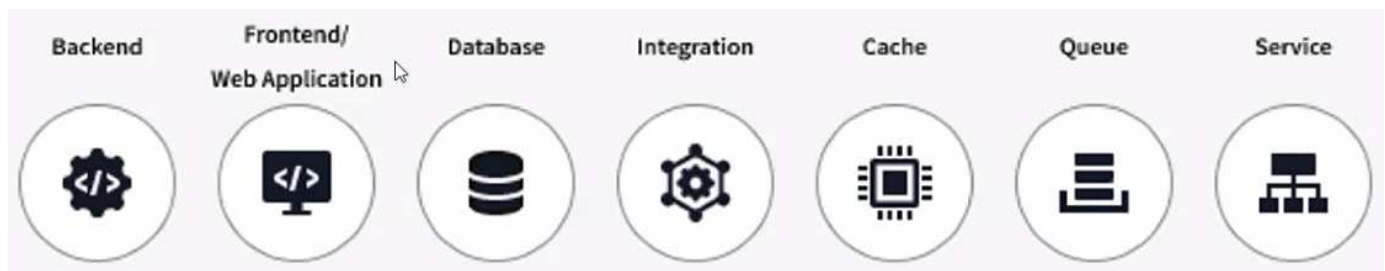 Backend
Frontend/
Web Application
Database
Integration
Cache
Queue
Service